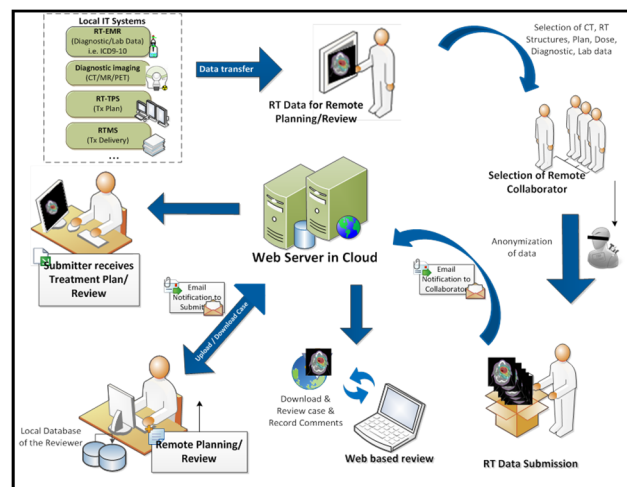 Local IT Systems
RT-EMR
(Diagnostic/Lab Data)
i.e. ICD9-10
Diagnostic imaging
(CT/MR/PET)
RT-TPS
(Tx Plan)
RTMS
(Tx Delivery)
...
Data transfer
RT Data for Remote
Planning/Review
Selection of CT, RT
Structures, Plan, Dose,
Diagnostic, Lab data
Selection of Remote
Collaborator
Anonymization
of data
Submitter receives
Treatment Plan/
Review
Web Server in Cloud
Email
Notification to
Collaborator
Email
Notification to
Upload / Download Case
Local Database
of the Reviewer
Remote Planning/
Review
Download &
Review case &
Record Comments
Web based review
RT Data Submission